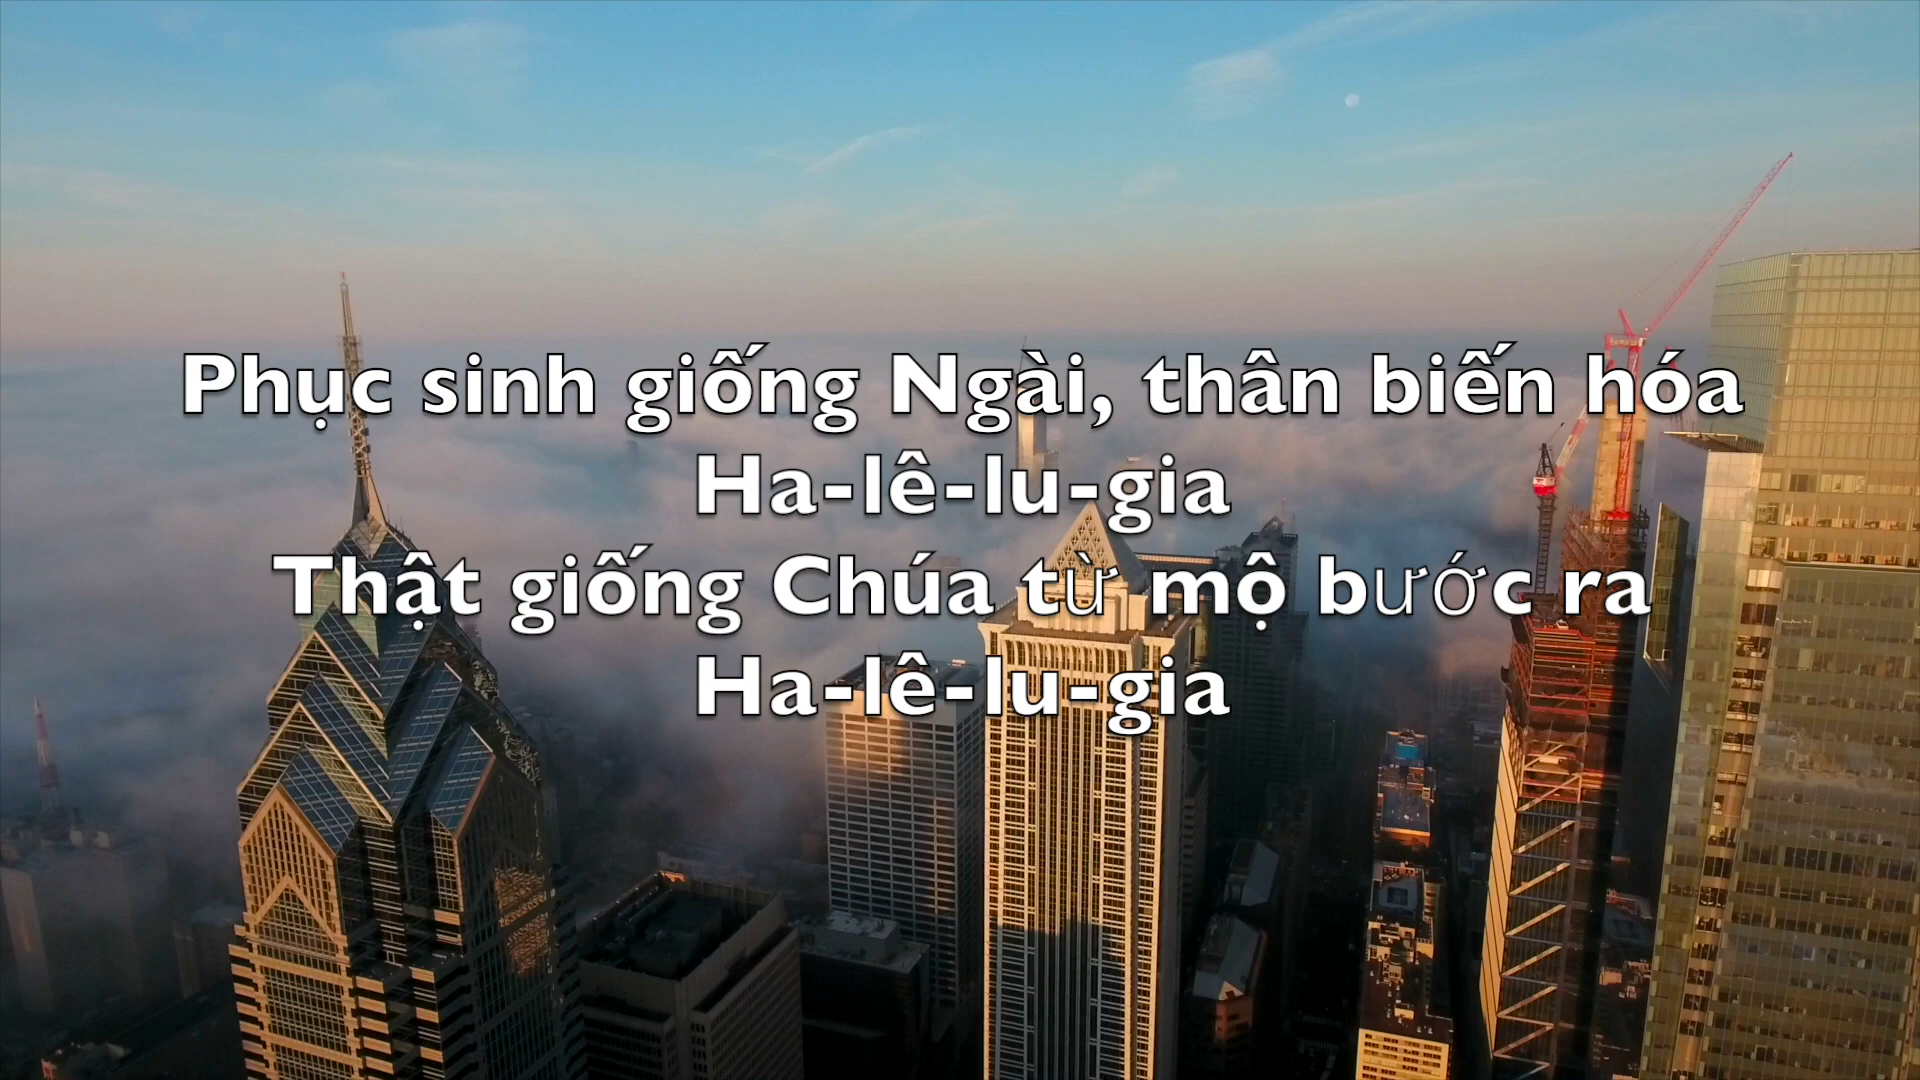 Phục sinh giống Ngài, thân biến hóa
Ha-lê-lu-gia
Thật giống Chúa từ mộ bước ra
Ha-lê-lu-gia